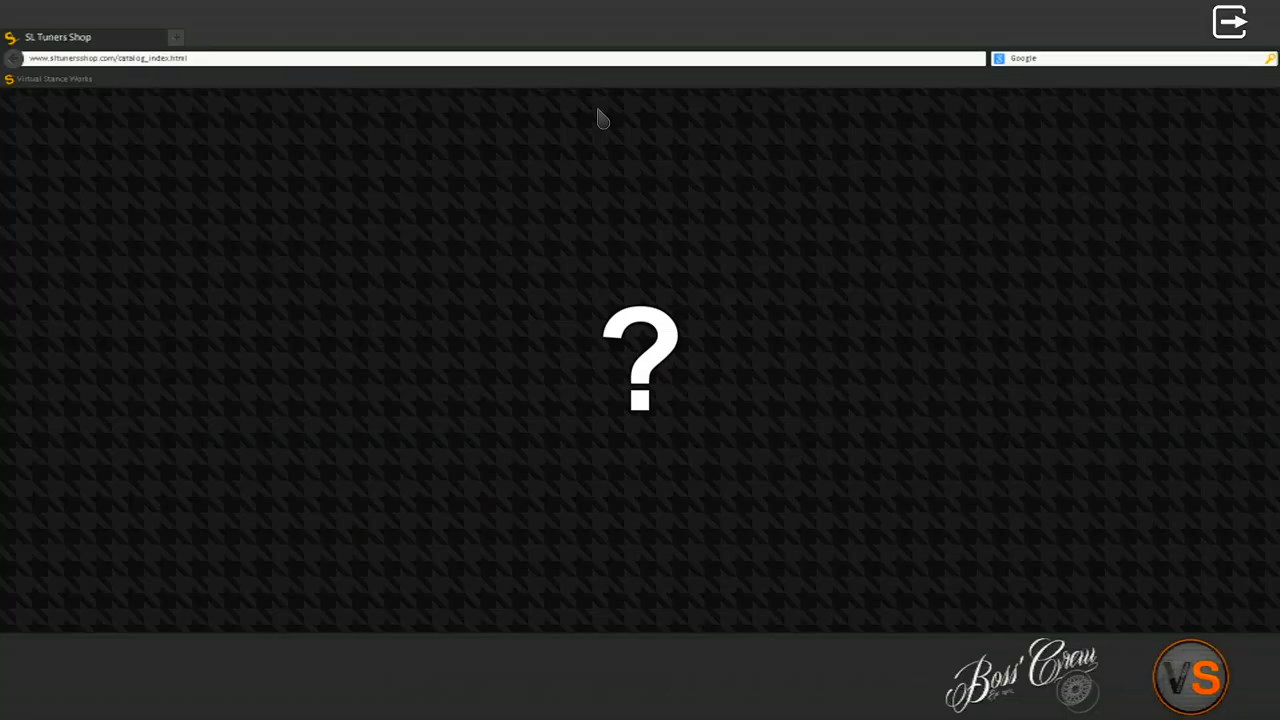 SL Tuners Shop
www.sltunersshop.com/catalog_index.html
Google
Virtual Stance Works
?
Boss' Crew
VS